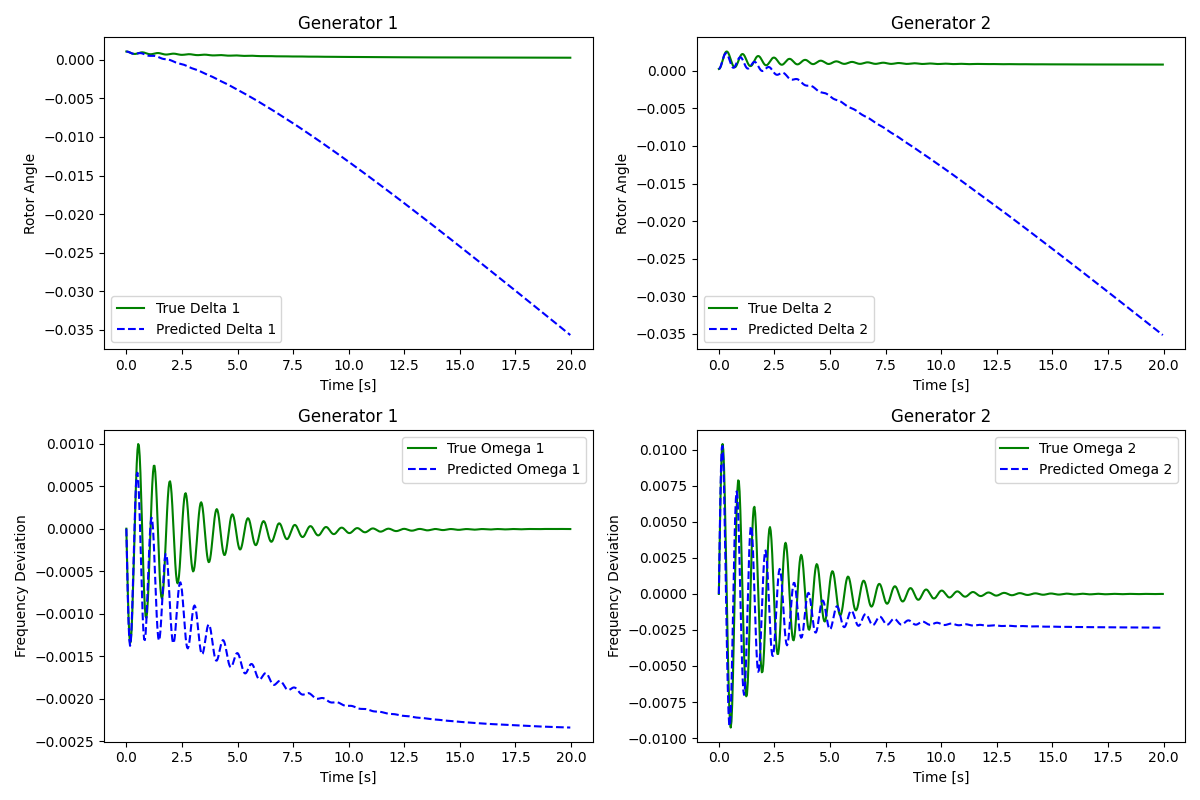 Generator 1
0.000
−0.005
−0.010
−0.015
−0.020
−0.025
−0.030
−0.035
Rotor Angle
True Delta 1
Predicted Delta 1
0.0 2.5 5.0 7.5 10.0 12.5 15.0 17.5 20.0
Time [s]
Generator 2
0.000
−0.005
−0.010
−0.015
−0.020
−0.025
−0.030
−0.035
Rotor Angle
True Delta 2
Predicted Delta 2
0.0 2.5 5.0 7.5 10.0 12.5 15.0 17.5 20.0
Time [s]
Generator 1
0.0010
0.0005
0.0000
−0.0005
−0.0010
−0.0015
−0.0020
−0.0025
Frequency Deviation
True Omega 1
Predicted Omega 1
0.0 2.5 5.0 7.5 10.0 12.5 15.0 17.5 20.0
Time [s]
Generator 2
0.0100
0.0075
0.0050
0.0025
0.0000
−0.0025
−0.0050
−0.0075
−0.0100
Frequency Deviation
True Omega 2
Predicted Omega 2
0.0 2.5 5.0 7.5 10.0 12.5 15.0 17.5 20.0
Time [s]